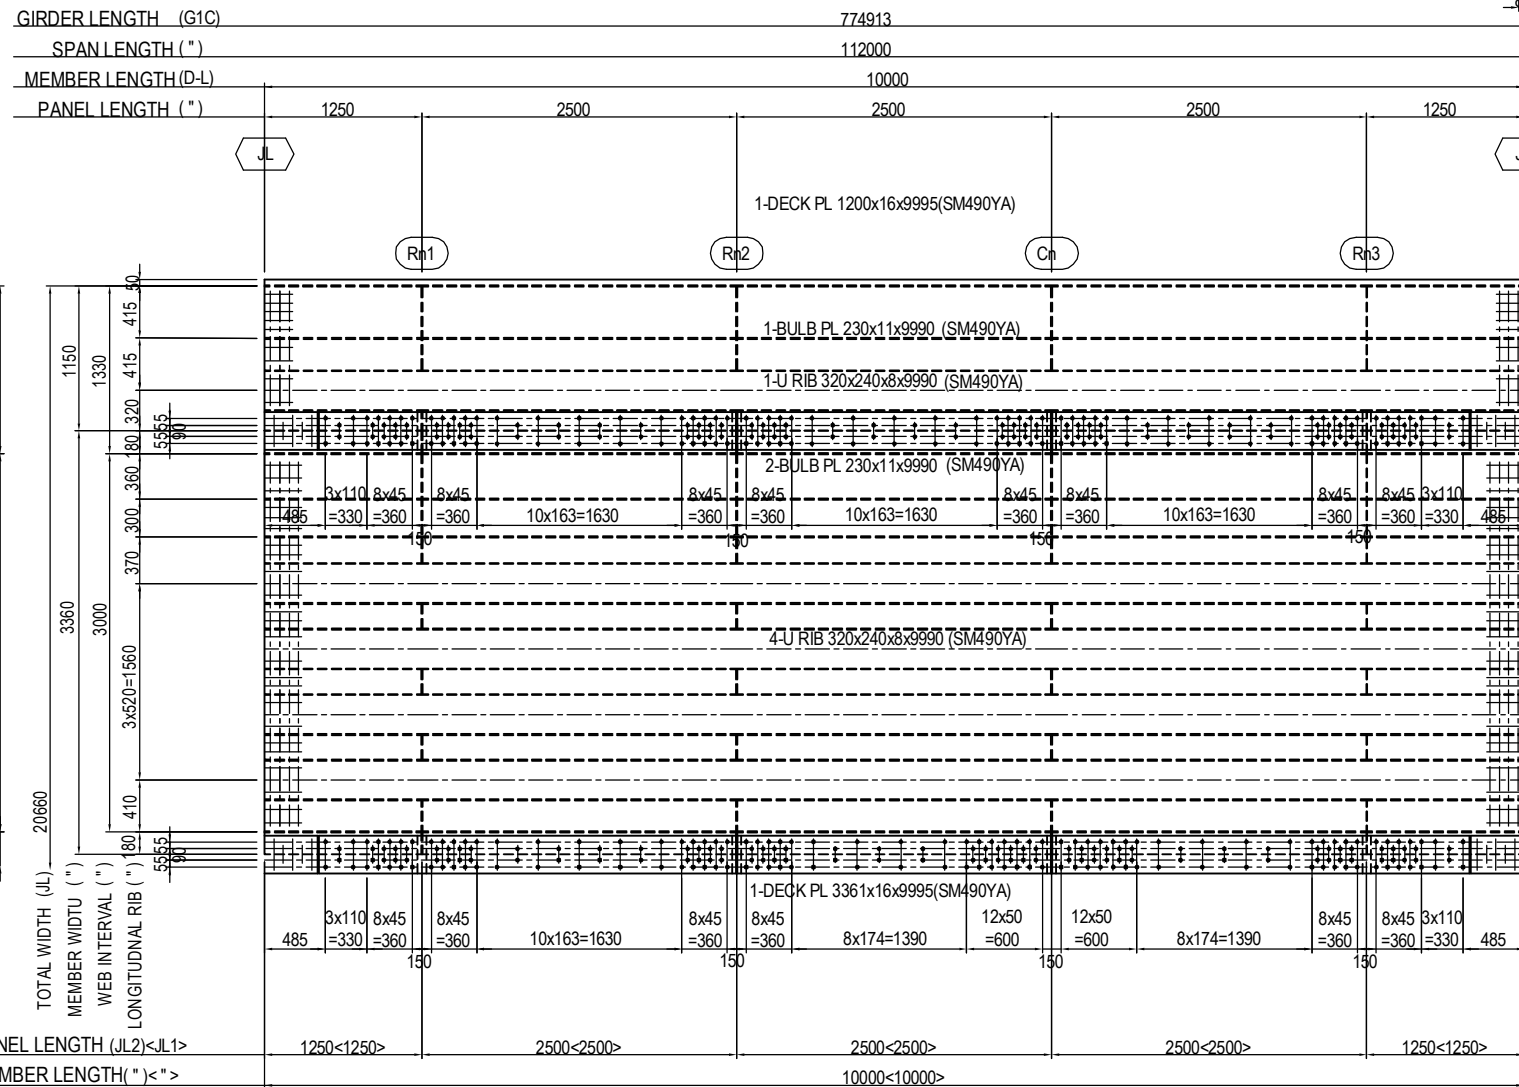 GIRDER LENGTH (G1C) 774913
SPAN LENGTH ( " ) 112000
MEMBER LENGTH (D-L) 10000
PANEL LENGTH ( " ) 1250 2500 2500 2500 1250
JL
1-DECK PL 1200x16x9995(SM490YA)
Rn1 Rn2 Cn Rn3
50
415
1-BULB PL 230x11x9990 (SM490YA)
1150
1330
415
1-U RIB 320x240x8x9990 (SM490YA)
320
5555
90
180
2-BULB PL 230x11x9990 (SM490YA)
360
3x110 8x45 8x45 8x45 8x45 8x45 8x45 8x45 8x45 3x110
485 =330 =360 =360 10x163=1630 =360 =360 10x163=1630 =360 =360 10x163=1630 =360 =360 =330 485
300
150 150 150 150
370
3360
3000
4-U RIB 320x240x8x9990 (SM490YA)
3x520=1560
410
20660
180
5555
90
1-DECK PL 3361x16x9995(SM490YA)
3x110 8x45 8x45 8x45 8x45 12x50 12x50 8x45 8x45 3x110
485 =330 =360 =360 10x163=1630 =360 =360 8x174=1390 =600 =600 8x174=1390 =360 =360 =330 485
150 150 150 150
TOTAL WIDTH (JL)
MEMBER WIDTU ( " )
WEB INTERVAL ( " )
LONGITUDNAL RIB ( " )
NEL LENGTH (JL2)<JL1> 1250<1250> 2500<2500> 2500<2500> 2500<2500> 1250<1250>
MBER LENGTH( " )< " > 10000<10000>